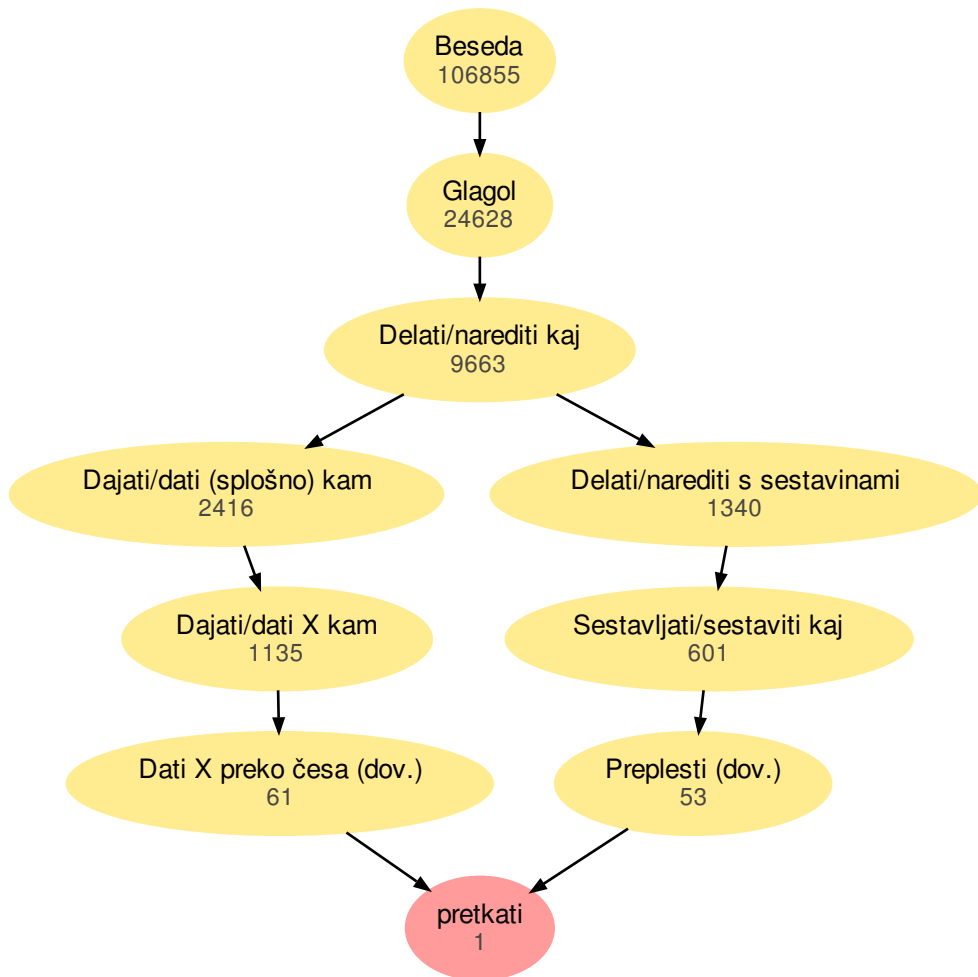 Beseda
106855
Glagol
24628
Delati/narediti kaj
9663
Dajati/dati (splošno) kam
2416
Delati/narediti s sestavinami
1340
Dajati/dati X kam
1135
Sestavljati/sestaviti kaj
601
Dati X preko česa (dov.)
61
Preplesti (dov.)
53
pretkati
1